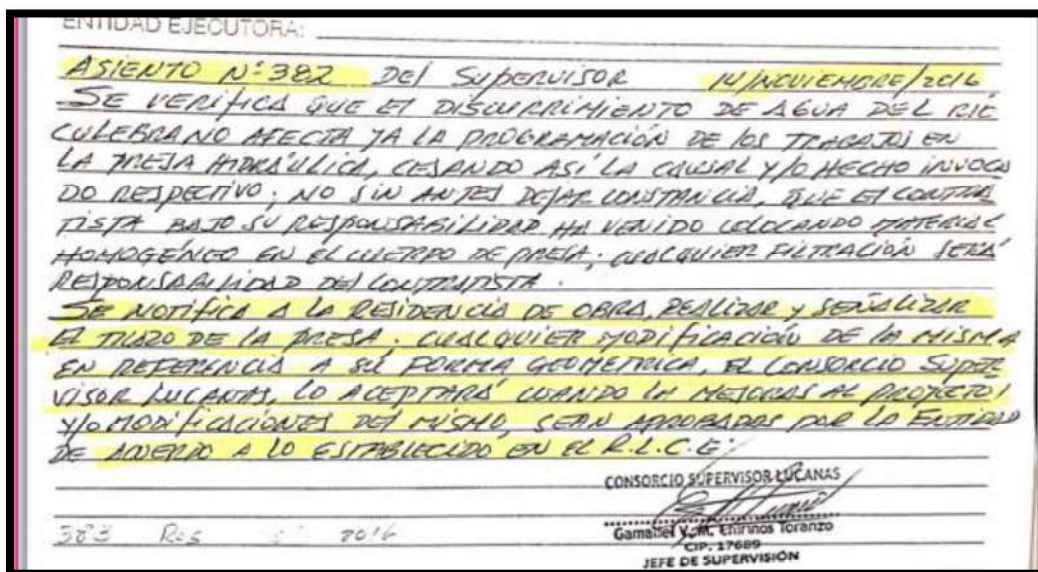 ENTIDAD EJECUTORA:
ASIENTO N°382 Del Supervisor 14/NOVIEMBRE/2016
SE VERIFICA QUE EL DISCURRIMIENTO DE AGUA DEL RIO
CULEBRA NO AFECTA YA LA PROGRAMACIÓN DE LOS TRABAJOS EN
LA PRESA HIDRÁULICA, CESANDO ASÍ LA CAUSAL Y/O HECHO INVOCA
DO RESPECTIVO; NO SIN ANTES DEJAR CONSTANCIA, QUE EL CONTRA
TISTA BAJO SU RESPONSABILIDAD HA VENIDO COLOCANDO MATERIAL
HOMOGÉNEO EN EL CUERPO DE PRESA; CUALQUIER FILTRACIÓN SERÁ
RESPONSABILIDAD DEL CONTRATISTA.
SE NOTIFICA A LA RESIDENCIA DE OBRA, REALIZAR Y SEÑALIZAR
EL TRAZO DE LA PRESA. CUALQUIER MODIFICACIÓN DE LA MISMA
EN REFERENCIA A SU FORMA GEOMÉTRICA, EL CONSORCIO SUPER
VISOR LUCANAS, LO ACEPTARÁ CUANDO LA MEJORAS AL PROYECTO
Y/O MODIFICACIONES DEL MISMO, SEAN APROBADAS POR LA ENTIDAD
DE ACUERDO A LO ESTABLECIDO EN EL R.L.C.E.
CONSORCIO SUPERVISOR LUCANAS
Gamaniel V. M. Chirinos Toranzo
CIP. 17689
JEFE DE SUPERVISIÓN
383 Res 2016